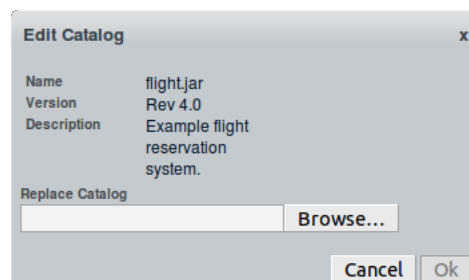 Edit Catalog x
Name flight.jar
Version Rev 4.0
Description Example flight
reservation
system.
Replace Catalog
Browse...
Cancel Ok